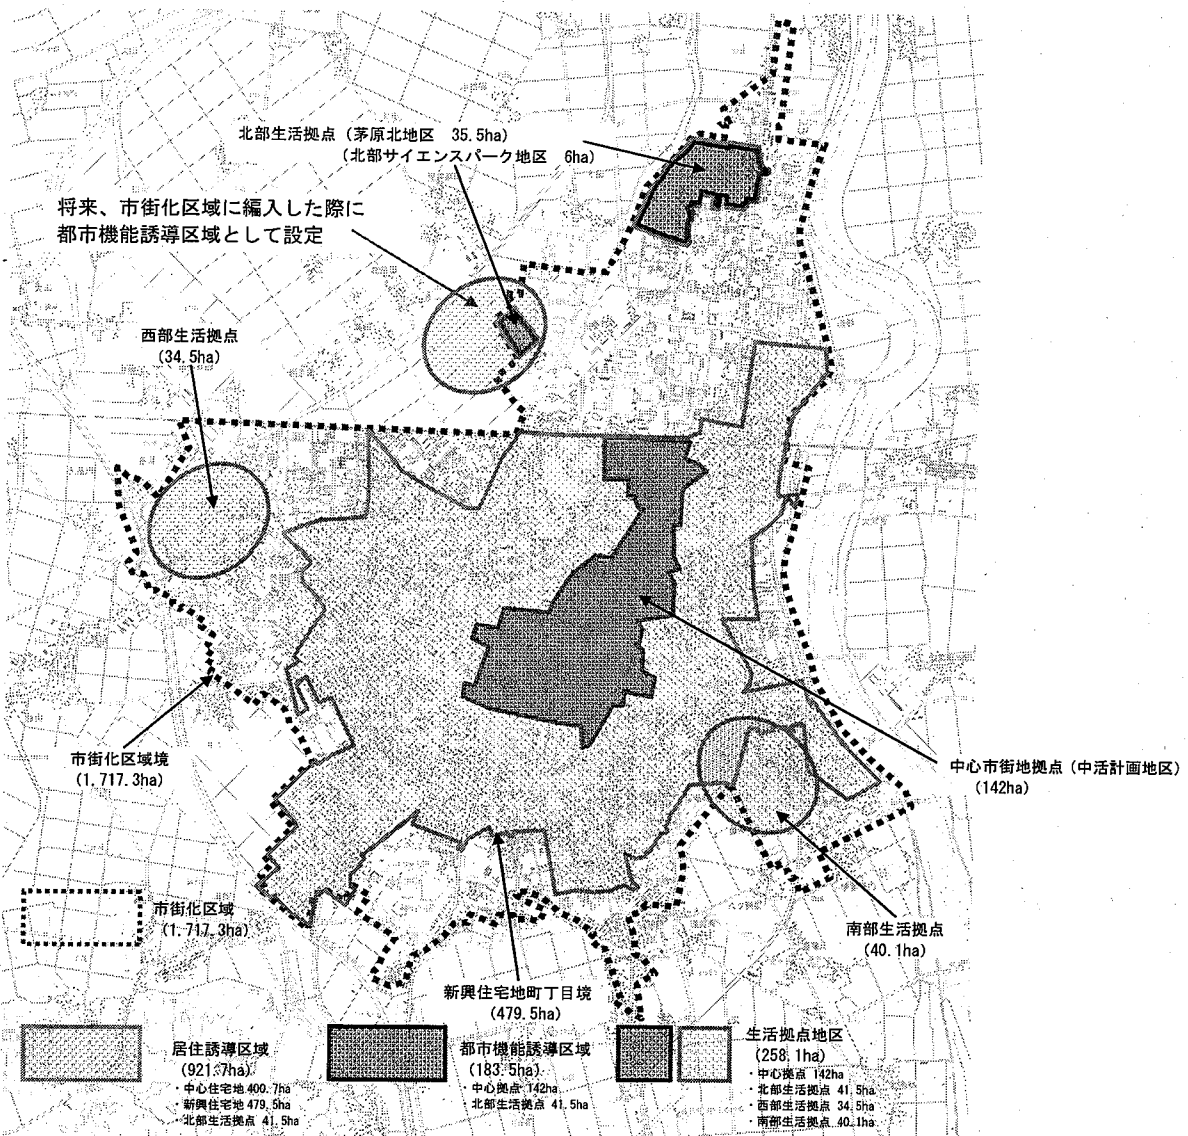 北部生活拠点（茅原北地区　35.5ha）
（北部サイエンスパーク地区　6ha）
将来、市街化区域に編入した際に
都市機能誘導区域として設定
西部生活拠点
(34.5ha)
市街化区域境
(1,717.3ha)
中心市街地拠点（中活計画地区）
(142ha)
市街化区域
(1,717.3ha)
南部生活拠点
(40.1ha)
新興住宅地町丁目境
(479.5ha)
居住誘導区域
(921.7ha)
・中心住宅地 400.7ha
・新興住宅地 479.5ha
・北部生活拠点 41.5ha
都市機能誘導区域
(183.5ha)
・中心拠点 142ha
・北部生活拠点 41.5ha
生活拠点地区
(258.1ha)
・中心拠点 142ha
・北部生活拠点 41.5ha
・西部生活拠点 34.5ha
・南部生活拠点 40.1ha